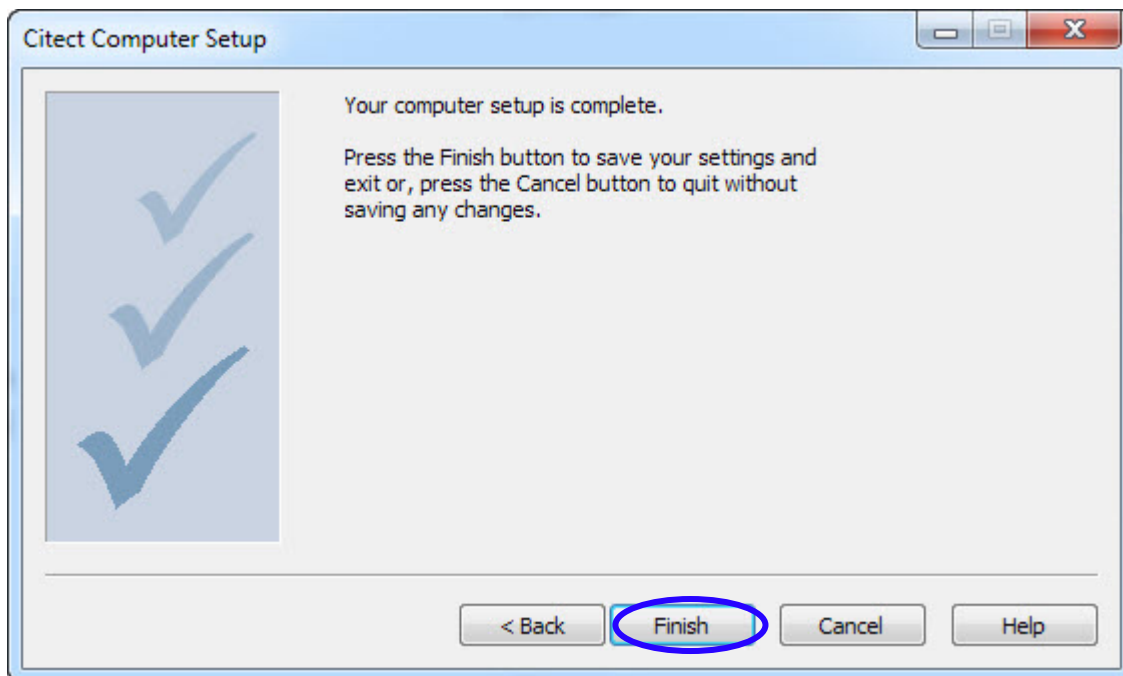 Citect Computer Setup
Your computer setup is complete.
Press the Finish button to save your settings and
exit or, press the Cancel button to quit without
saving any changes.
< Back Finish Cancel Help